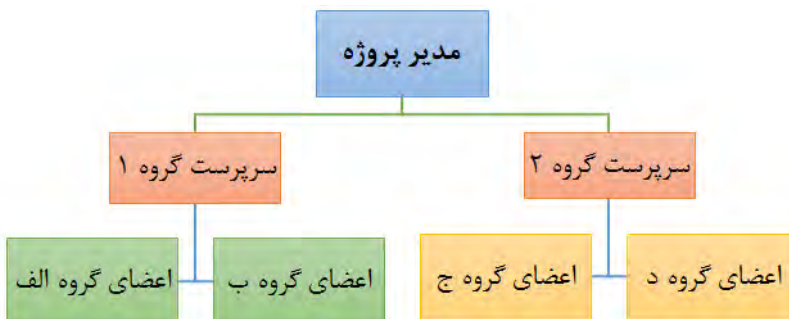 مدیر پروژه
سرپرست گروه ۲
سرپرست گروه ۱
اعضای گروه د
اعضای گروه ج
اعضای گروه ب
اعضای گروه الف